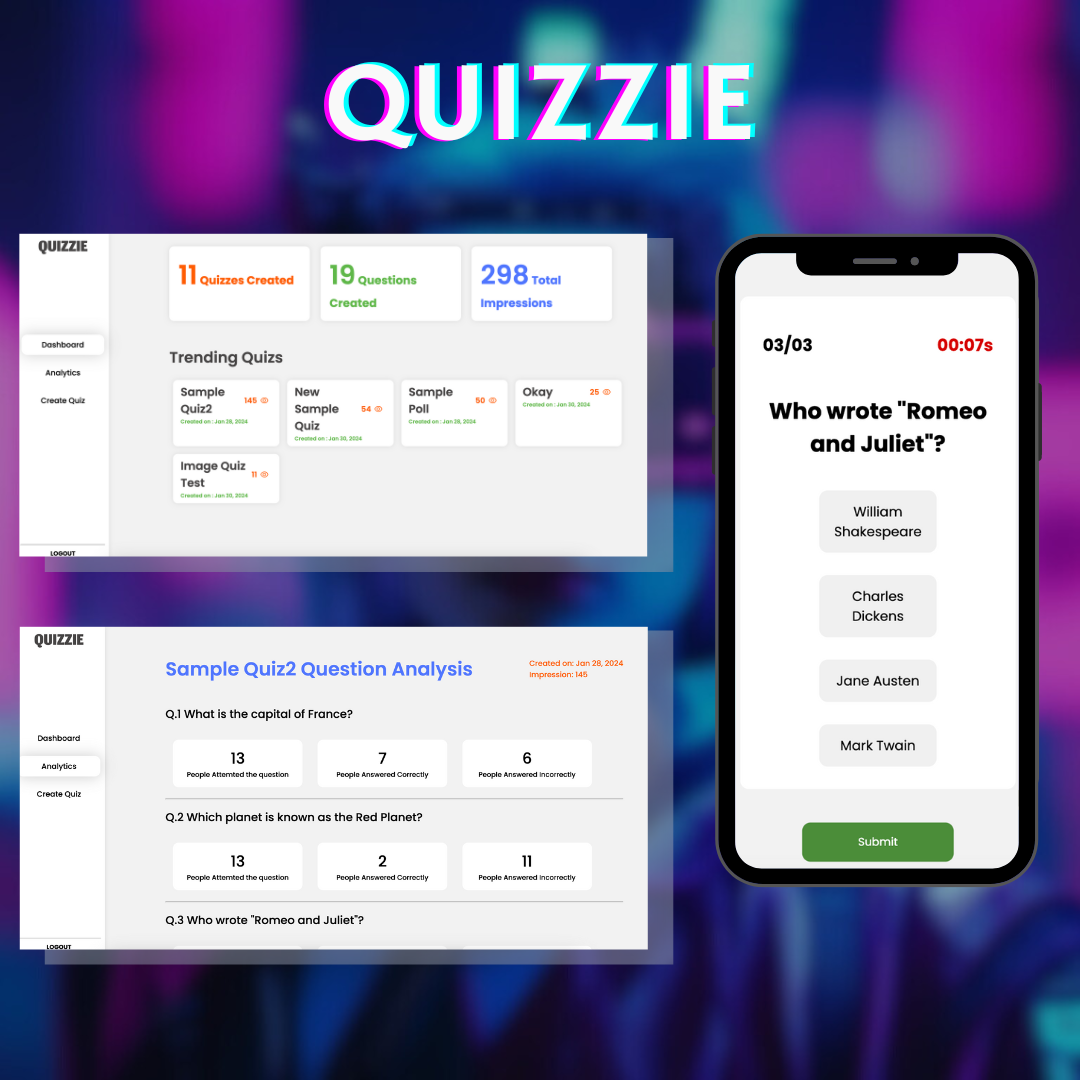 QUIZZIE
QUIZZIE
Dashboard
Analytics
Create Quiz
LOGOUT
11 Quizzes Created
19 Questions
Created
298 Total
Impressions
Trending Quizs
Sample
Quiz2
145
Created on : Jan 28, 2024
New
Sample
Quiz
54
Created on : Jan 30, 2024
Sample
Poll
50
Created on : Jan 28, 2024
Okay
25
Created on : Jan 30, 2024
Image Quiz
Test
11
Created on : Jan 30, 2024
QUIZZIE
Dashboard
Analytics
Create Quiz
LOGOUT
Sample Quiz2 Question Analysis
Created on: Jan 28, 2024
Impression: 145
Q.1 What is the capital of France?
13
People Attemted the question
7
People Answered Correctly
6
People Answered Incorrectly
Q.2 Which planet is known as the Red Planet?
13
People Attemted the question
2
People Answered Correctly
11
People Answered Incorrectly
Q.3 Who wrote "Romeo and Juliet"?
03/03
00:07s
Who wrote "Romeo
and Juliet"?
William
Shakespeare
Charles
Dickens
Jane Austen
Mark Twain
Submit